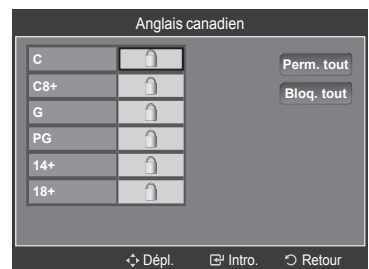 Anglais canadien
C
C8+
G
PG
14+
18+
Perm. tout
Bloq. tout
Dépl. Intro. Retour